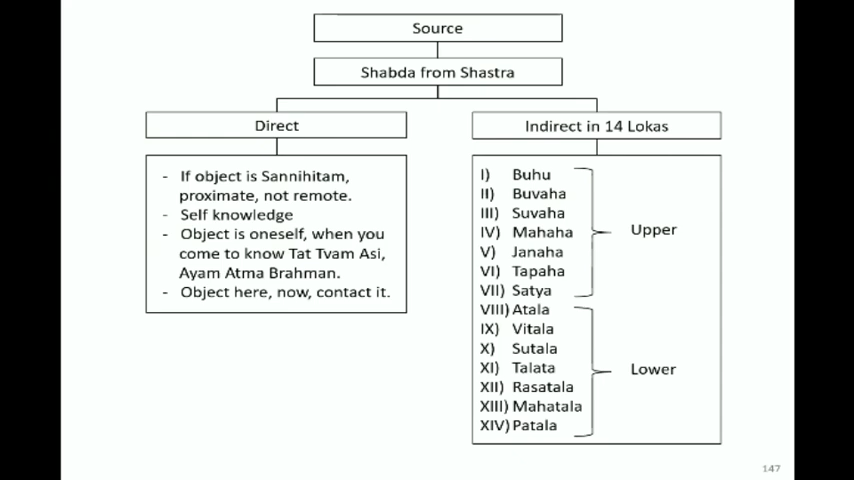 Source
Shabda from Shastra
Direct
- If object is Sannihitam,
proximate, not remote.
- Self knowledge
- Object is oneself, when you
come to know Tat Tvam Asi,
Ayam Atma Brahman.
- Object here, now, contact it.
Indirect in 14 Lokas
I) Buhu
II) Buvaha
III) Suvaha
IV) Mahaha
V) Janaha
VI) Tapaha
VII) Satya
Upper
VIII) Atala
IX) Vitala
X) Sutala
XI) Talata
XII) Rasatala
XIII) Mahatala
XIV) Patala
Lower
147